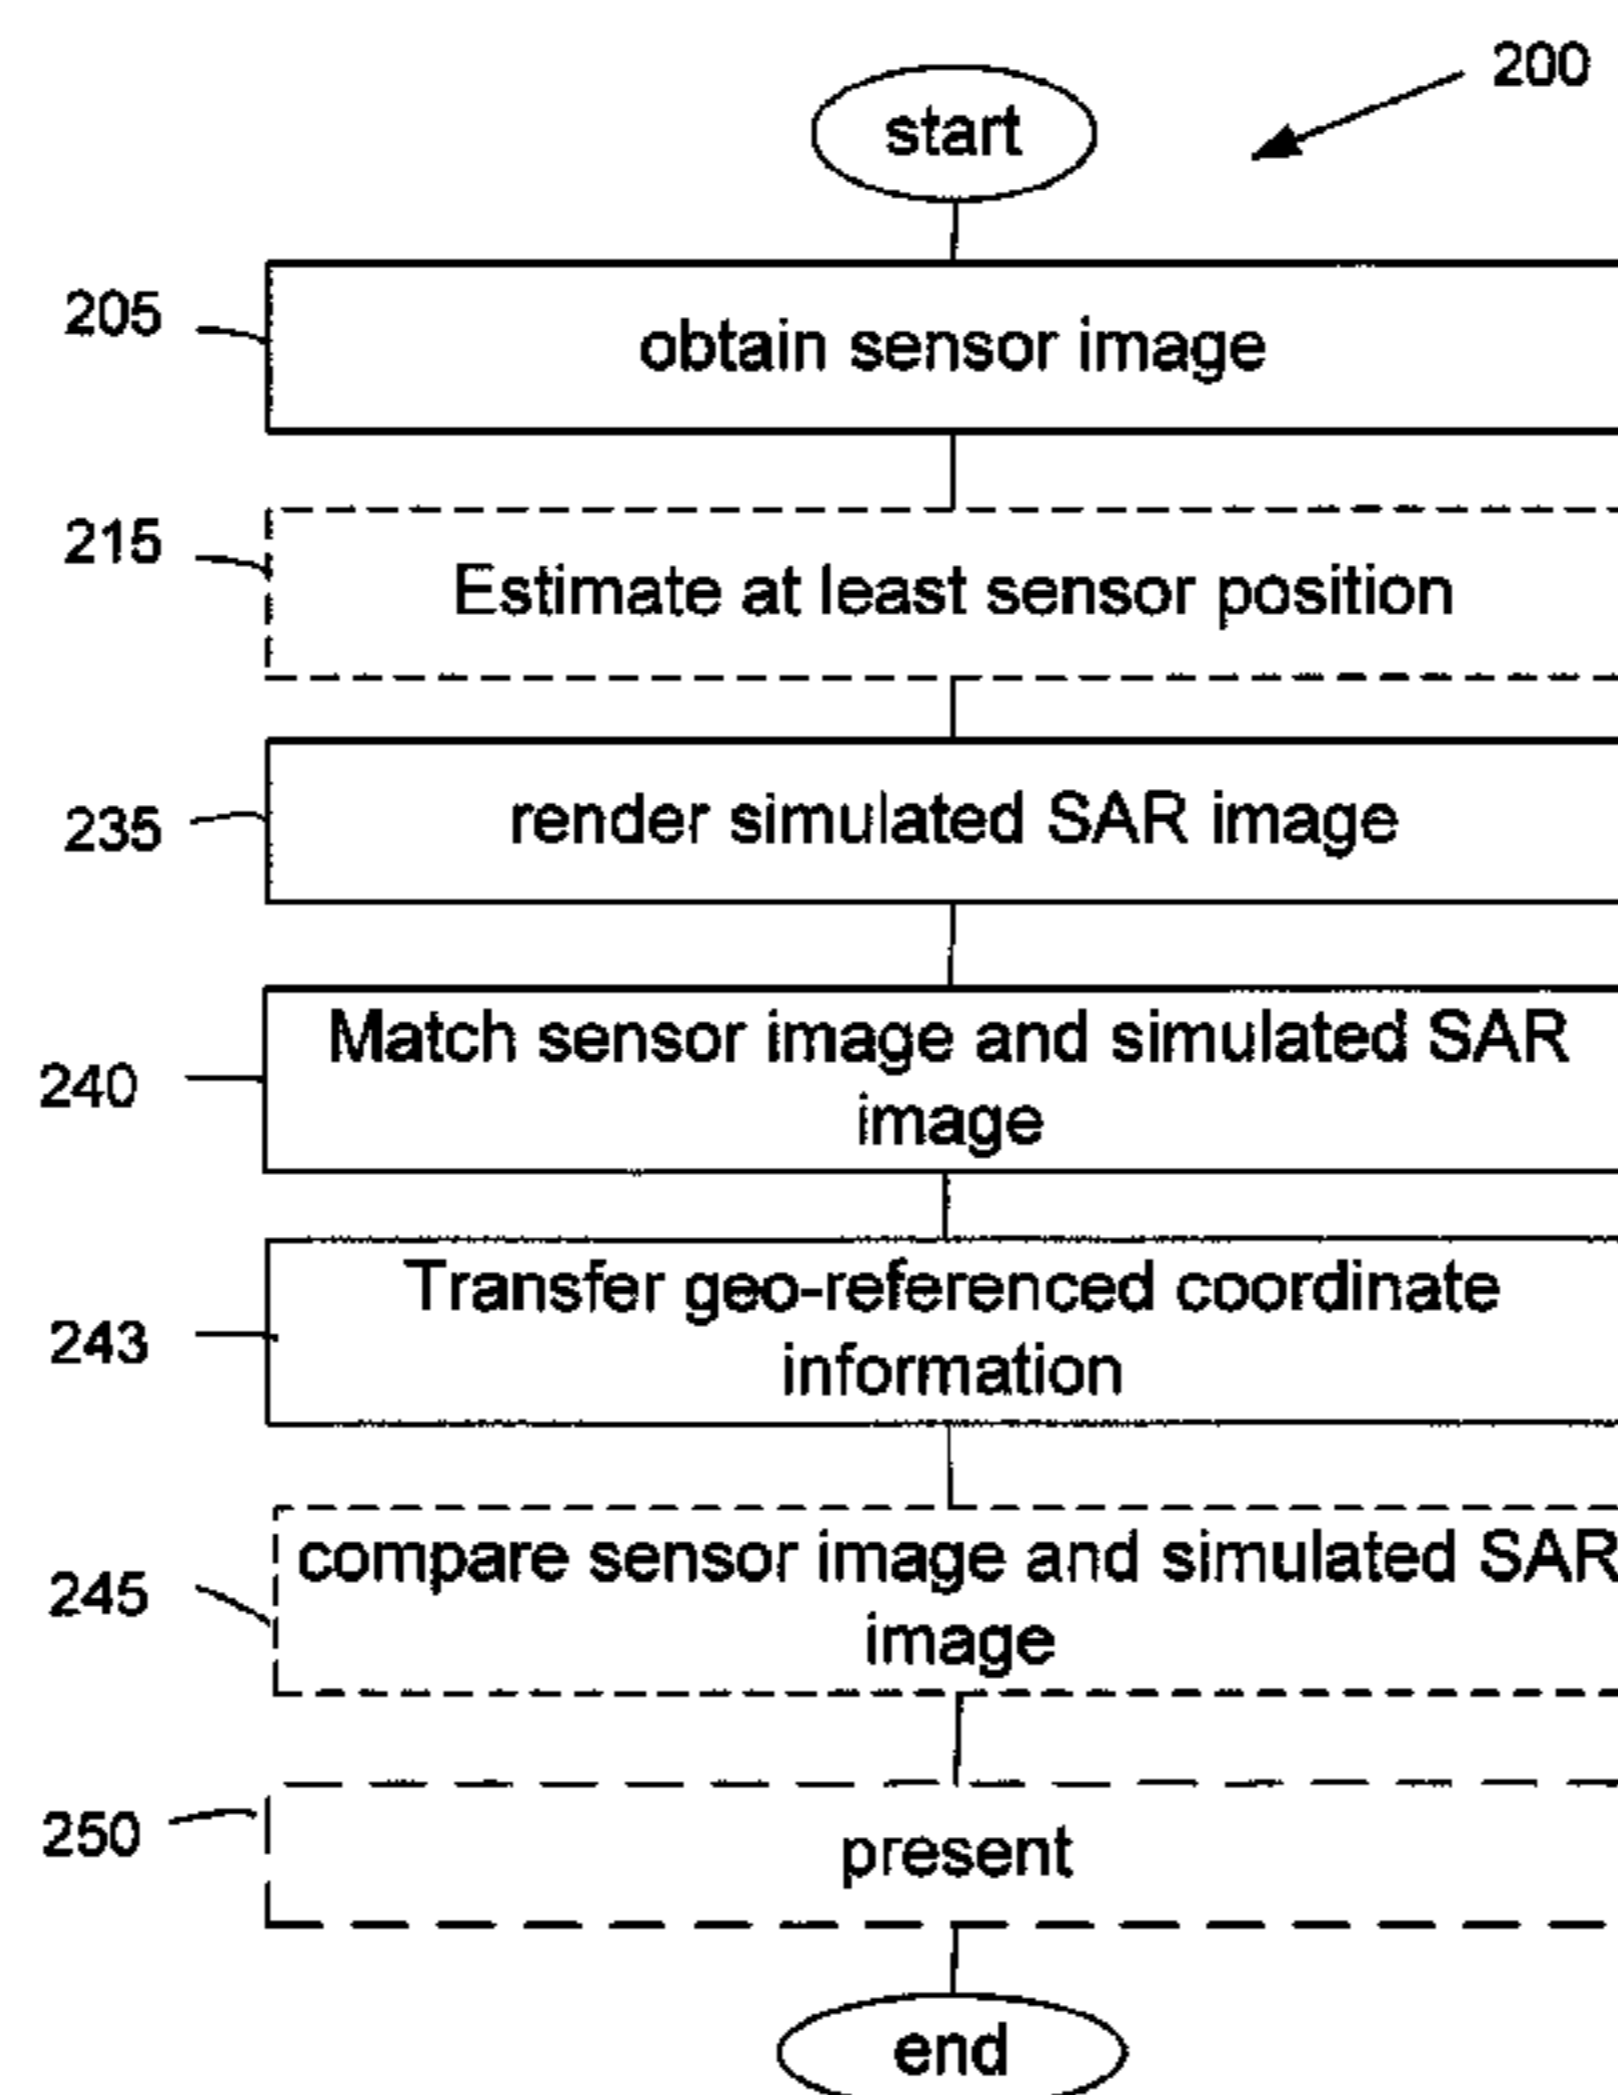 200
start
205
obtain sensor image
215
Estimate at least sensor position
235
render simulated SAR image
240
Match sensor image and simulated SAR
image
243
Transfer geo-referenced coordinate
information
245
compare sensor image and simulated SAR
image
250
present
end